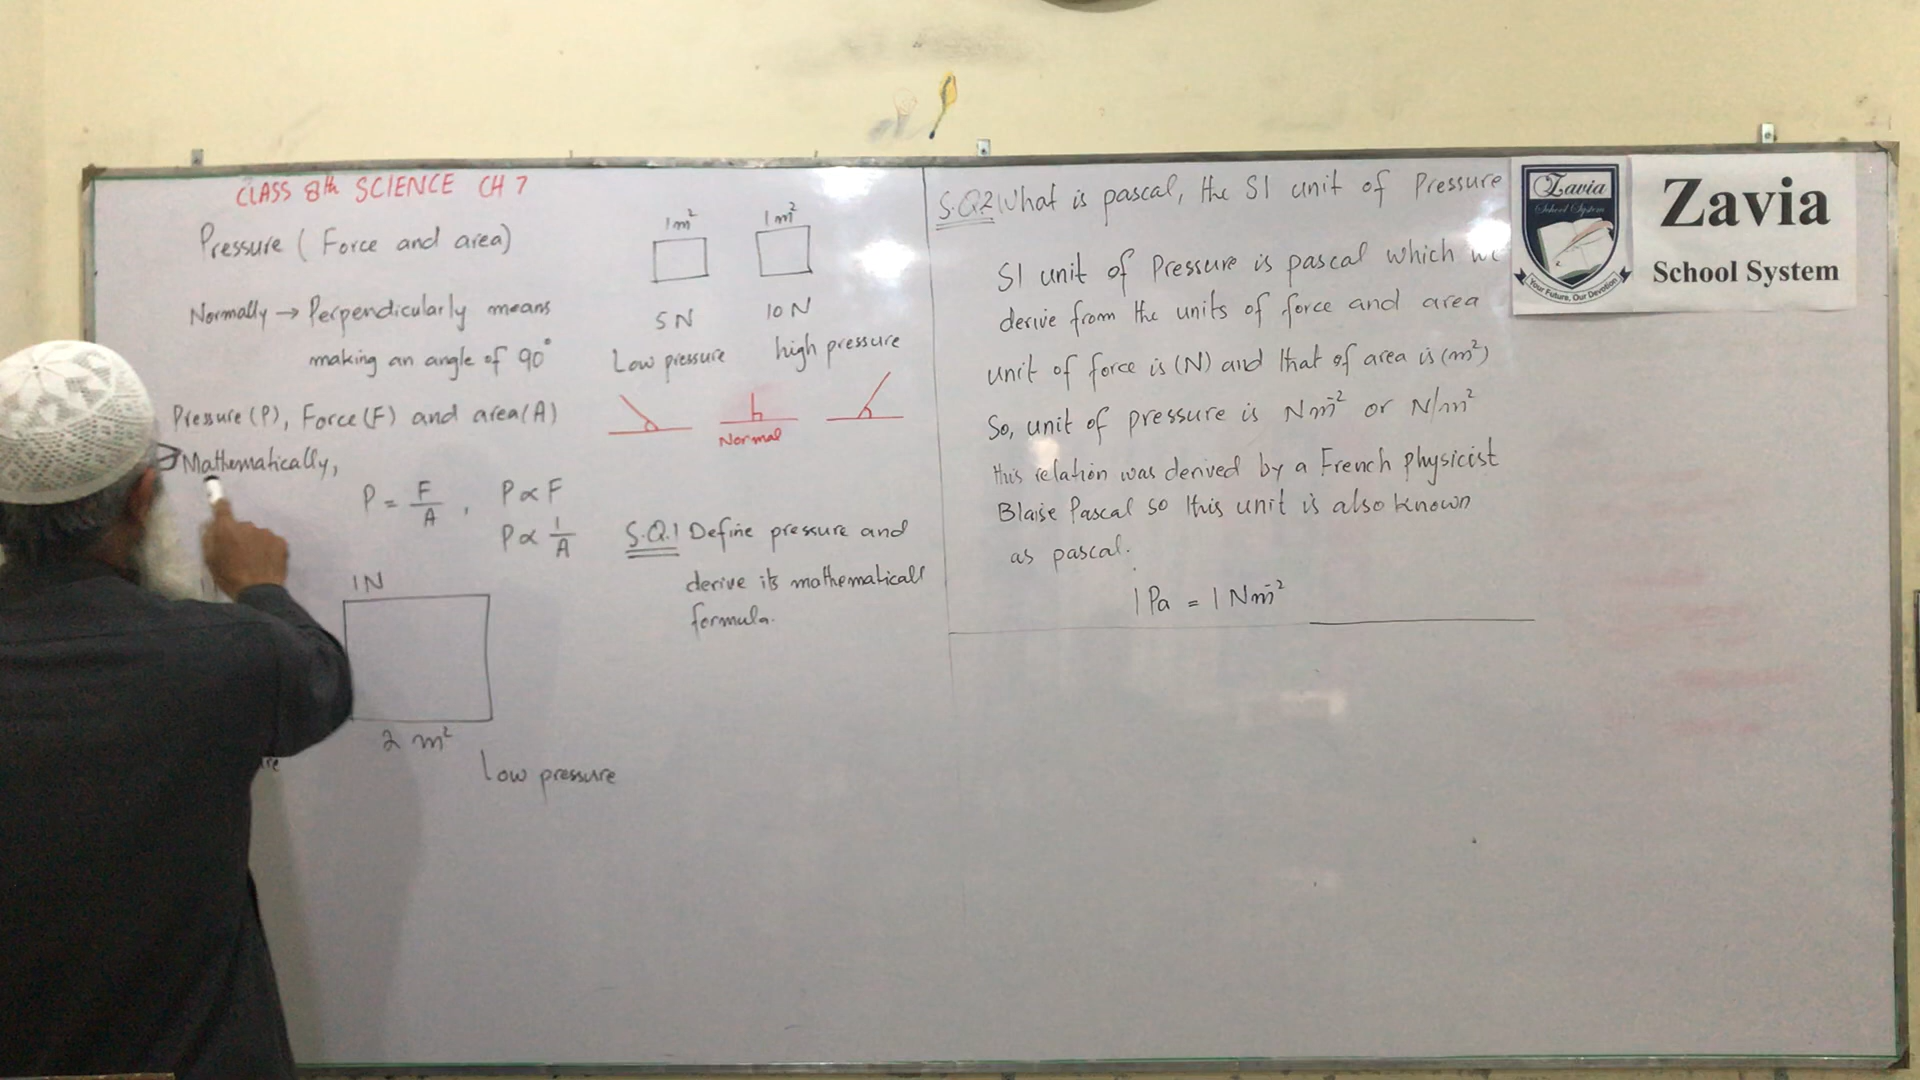 CLASS 8th SCIENCE CH 7
Pressure ( Force and area)
Normally → Perpendicularly means
making an angle of 90°
Pressure (P), Force (F) and area (A)
Mathematically,
P = F/A , P ∝ F
P ∝ 1/A
1N
2 m²
Low pressure
1m² 1m²
5N 10N
Low pressure high pressure
Normal
S.Q.1 Define pressure and
derive its mathematicall
formula.
S.Q.2 What is pascal, the SI unit of Pressure
SI unit of Pressure is pascal which we
derive from the units of force and area
unit of force is (N) and that of area is (m²)
So, unit of pressure is Nm⁻² or N/m²
this relation was derived by a French physicist
Blaise Pascal so this unit is also known
as pascal.
1 Pa = 1 Nm⁻²
Zavia
School System
Your Future, Our Devotion
Zavia
School System